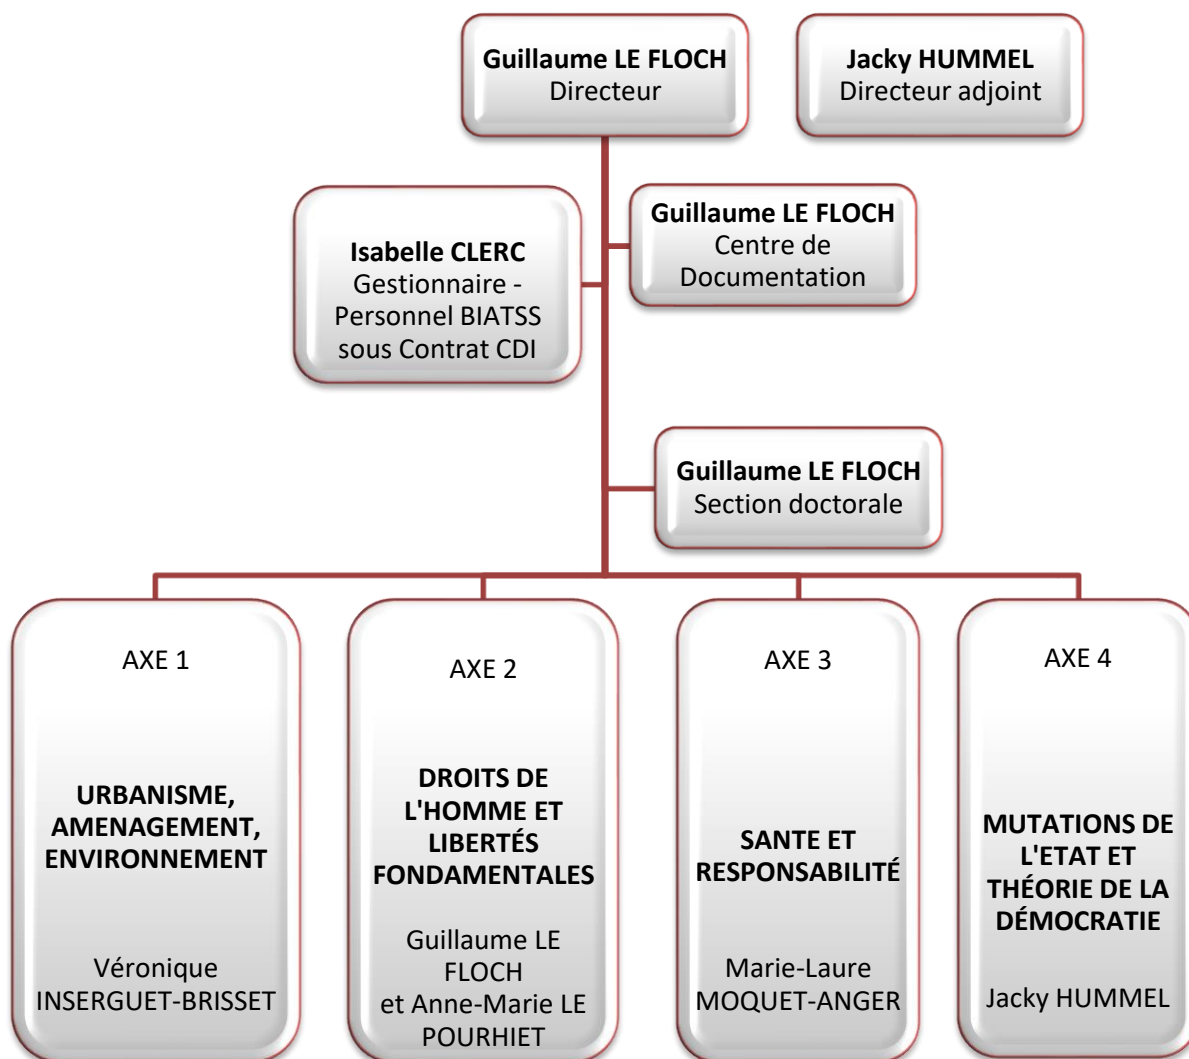 Guillaume LE FLOCH
Directeur
Jacky HUMMEL
Directeur adjoint
Isabelle CLERC
Gestionnaire -
Personnel BIATSS
sous Contrat CDI
Guillaume LE FLOCH
Centre de
Documentation
Guillaume LE FLOCH
Section doctorale
AXE 1
URBANISME,
AMENAGEMENT,
ENVIRONNEMENT
Véronique
INSERGUET-BRISSET
AXE 2
DROITS DE
L'HOMME ET
LIBERTÉS
FONDAMENTALES
Guillaume LE
FLOCH
et Anne-Marie LE
POURHIET
AXE 3
SANTE ET
RESPONSABILITÉ
Marie-Laure
MOQUET-ANGER
AXE 4
MUTATIONS DE
L'ETAT ET
THÉORIE DE LA
DÉMOCRATIE
Jacky HUMMEL